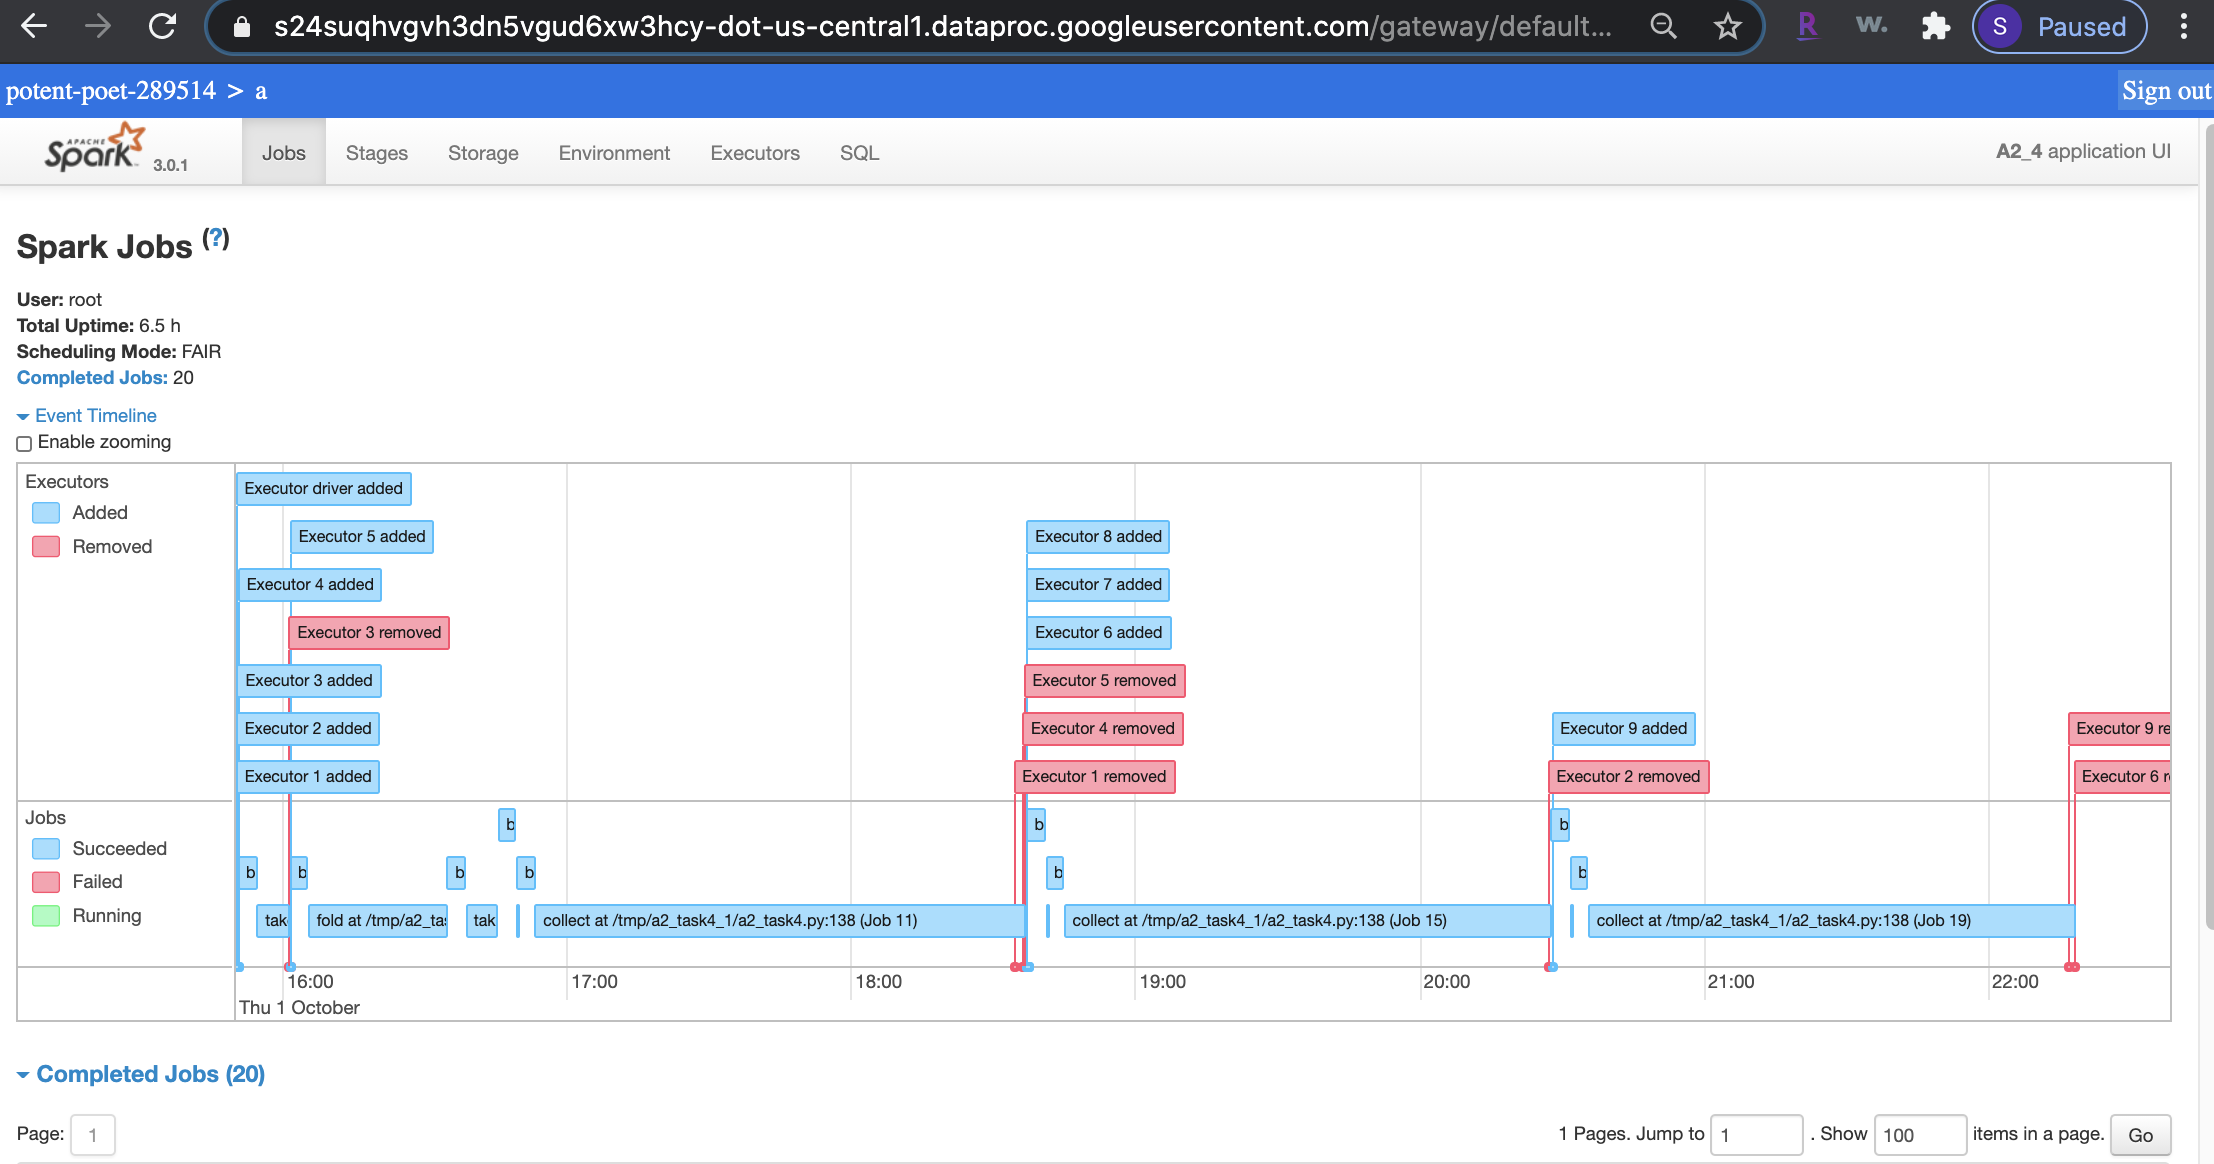 s24suqhvgvh3dn5vgud6xw3hcy-dot-us-central1.dataproc.googleusercontent.com/gateway/default...
R
w.
S
Paused
potent-poet-289514 > a
Sign out
APACHE
Spark 3.0.1
Jobs
Stages
Storage
Environment
Executors
SQL
A2_4 application UI
Spark Jobs (?)
User: root
Total Uptime: 6.5 h
Scheduling Mode: FAIR
Completed Jobs: 20
Event Timeline
Enable zooming
Executors
Added
Removed
Executor driver added
Executor 5 added
Executor 8 added
Executor 4 added
Executor 7 added
Executor 3 removed
Executor 6 added
Executor 3 added
Executor 5 removed
Executor 2 added
Executor 4 removed
Executor 9 added
Executor 9 re
Executor 1 added
Executor 1 removed
Executor 2 removed
Executor 6 r
Jobs
Succeeded
Failed
Running
b
b
b
b
b
b
b
b
b
tak
fold at /tmp/a2_tas
tak
collect at /tmp/a2_task4_1/a2_task4.py:138 (Job 11)
collect at /tmp/a2_task4_1/a2_task4.py:138 (Job 15)
collect at /tmp/a2_task4_1/a2_task4.py:138 (Job 19)
16:00
17:00
18:00
19:00
20:00
21:00
22:00
Thu 1 October
Completed Jobs (20)
Page: 1
1 Pages. Jump to 1 . Show 100 items in a page. Go